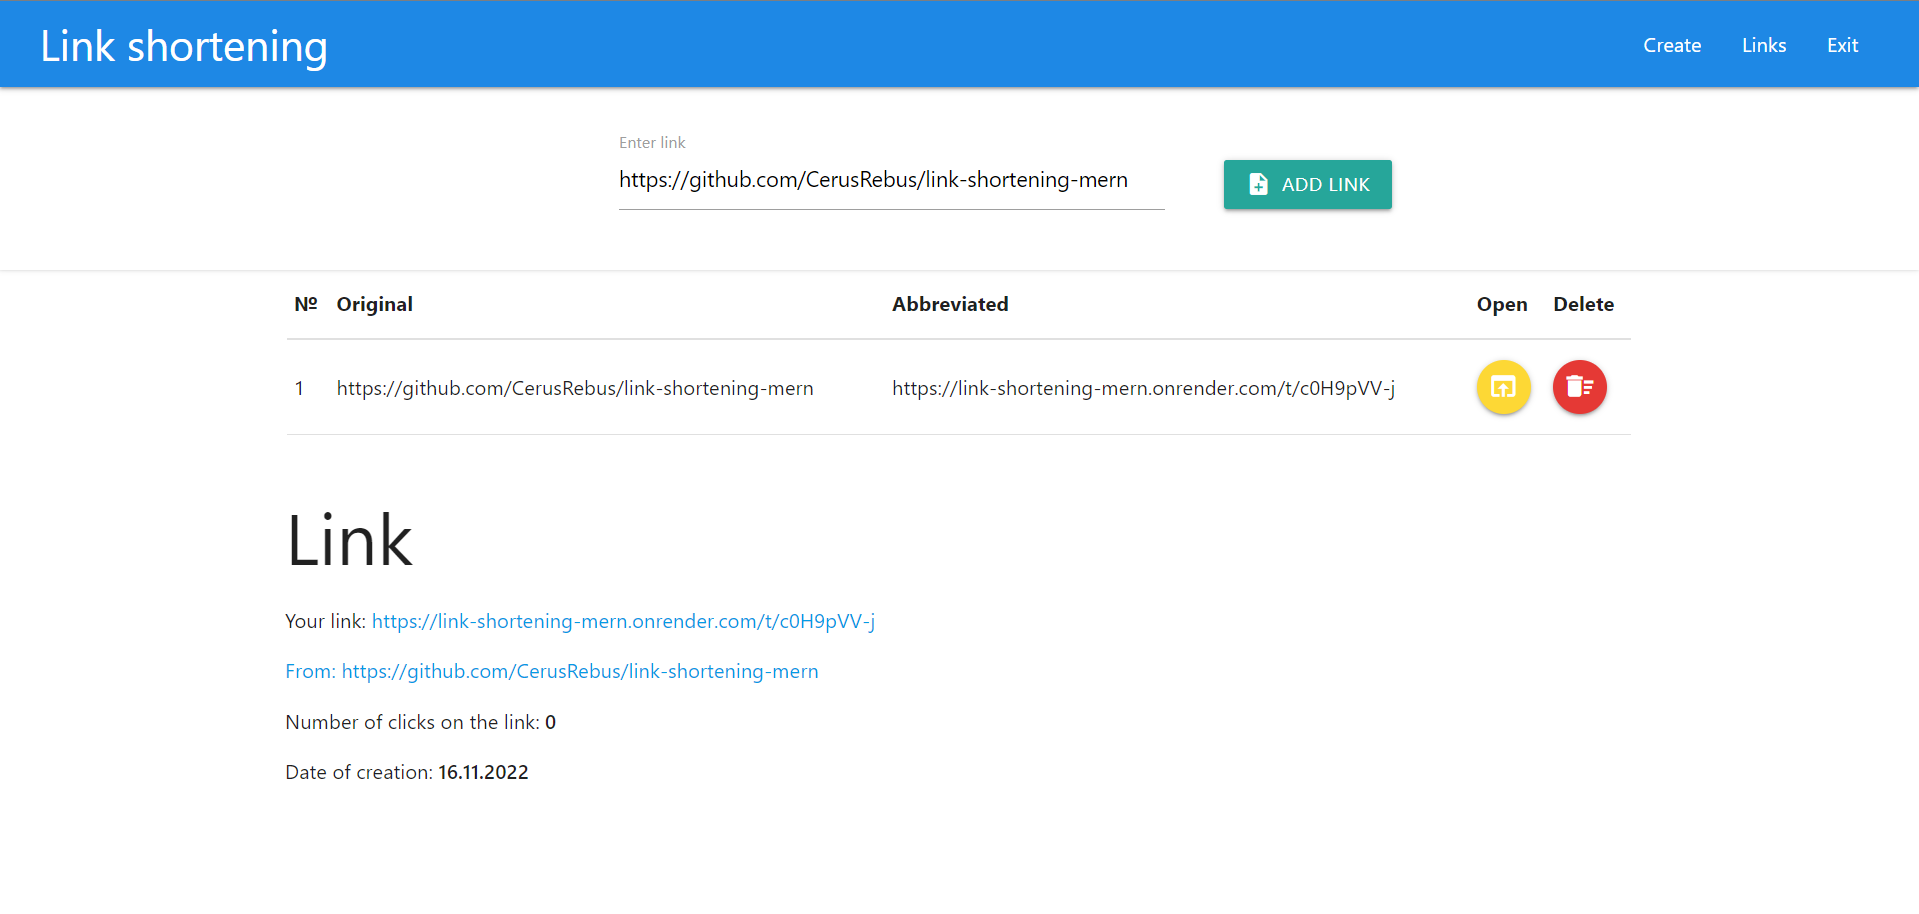 Link shortening Create Links Exit
Enter link
https://github.com/CerusRebus/link-shortening-mern
ADD LINK
Nº Original Abbreviated Open Delete
1 https://github.com/CerusRebus/link-shortening-mern https://link-shortening-mern.onrender.com/t/c0H9pVV-j
Link
Your link: https://link-shortening-mern.onrender.com/t/c0H9pVV-j
From: https://github.com/CerusRebus/link-shortening-mern
Number of clicks on the link: 0
Date of creation: 16.11.2022